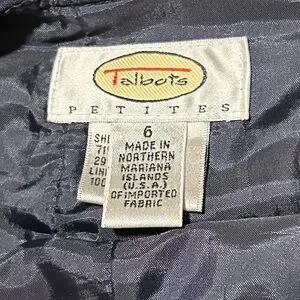 Talbots
PETITES
6
MADE IN
NORTHERN
MARIANA
ISLANDS
(U.S.A.)
OF IMPORTED
FABRIC